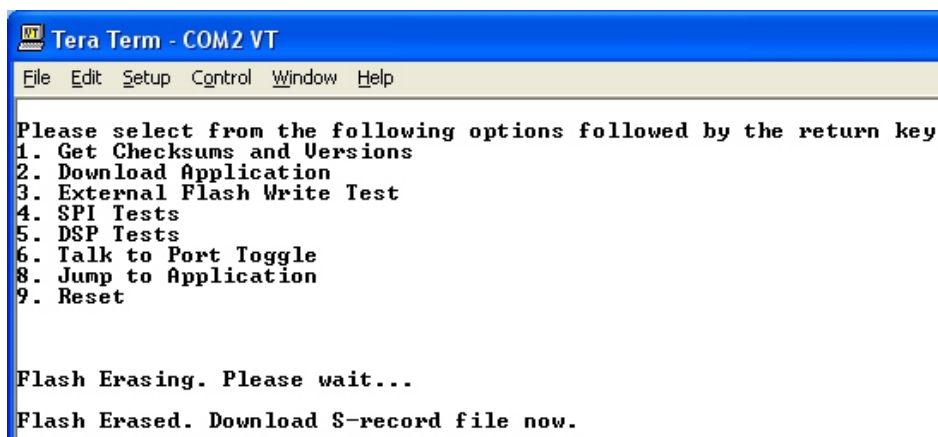 Tera Term - COM2 VT
File Edit Setup Control Window Help
Please select from the following options followed by the return key
1. Get Checksums and Versions
2. Download Application
3. External Flash Write Test
4. SPI Tests
5. DSP Tests
6. Talk to Port Toggle
8. Jump to Application
9. Reset
Flash Erasing. Please wait...
Flash Erased. Download S-record file now.